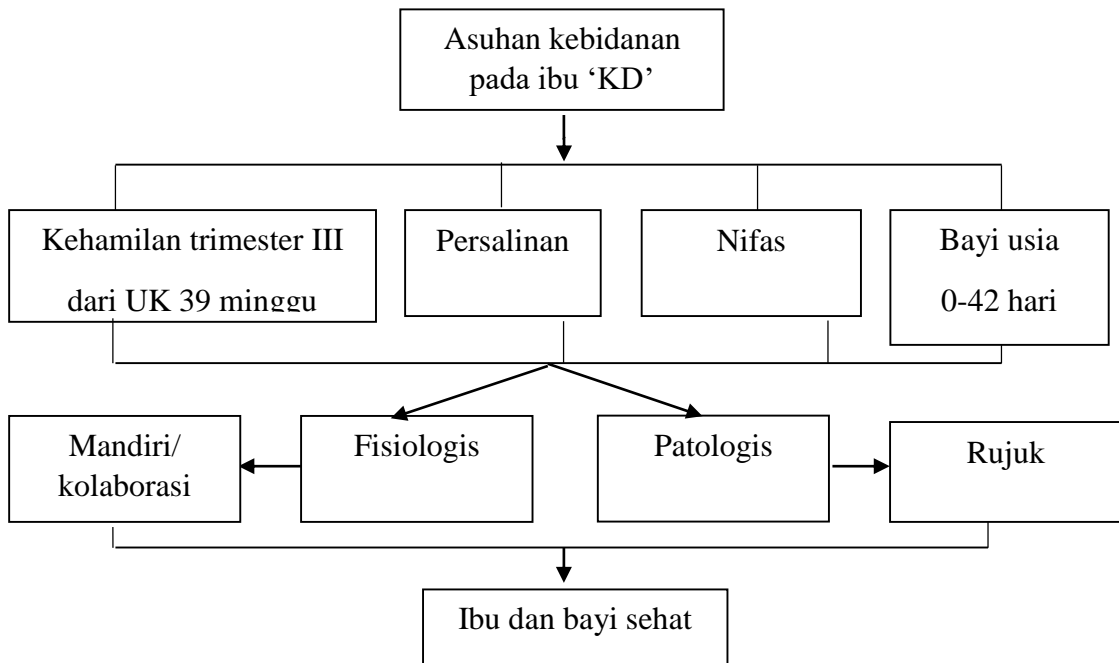 Asuhan kebidanan
pada ibu ‘KD’
Kehamilan trimester III
dari UK 39 minggu
Persalinan
Nifas
Bayi usia
0-42 hari
Mandiri/
kolaborasi
Fisiologis
Patologis
Rujuk
Ibu dan bayi sehat